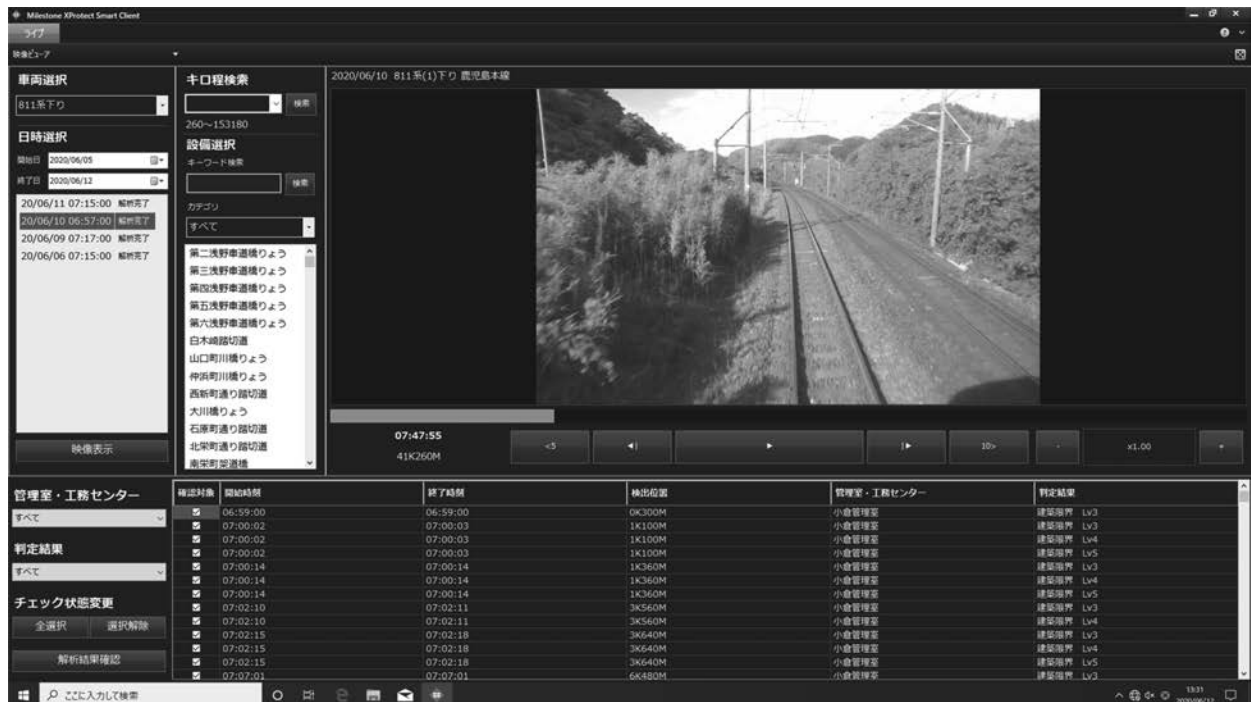 Milestone XProtect Smart Client
ライブ
映像ビューア
車両選択
811系下り
日時選択
開始日 2020/06/05
終了日 2020/06/12
20/06/11 07:15:00 解析完了
20/06/10 06:57:00 解析完了
20/06/09 07:17:00 解析完了
20/06/06 07:15:00 解析完了
映像表示
キロ程検索
検索
260～153180
設備選択
キーワード検索
検索
カテゴリ
すべて
第二浅野車道橋りょう
第三浅野車道橋りょう
第四浅野車道橋りょう
第五浅野車道橋りょう
第六浅野車道橋りょう
白木崎踏切道
山口町川橋りょう
仲浜町川橋りょう
西新町通り踏切道
大川橋りょう
石原町通り踏切道
北栄町通り踏切道
南栄町架道橋
2020/06/10 811系(1)下り 鹿児島本線
07:47:55
41K260M
<5
10>
-
x1.00
+
管理室・工務センター
すべて
判定結果
すべて
チェック状態変更
全選択 選択解除
解析結果確認
確認対象 開始時刻 終了時刻 検出位置 管理室・工務センター 判定結果
06:59:00 06:59:00 0K300M 小倉管理室 建築限界 Lv3
07:00:02 07:00:03 1K100M 小倉管理室 建築限界 Lv3
07:00:02 07:00:03 1K100M 小倉管理室 建築限界 Lv4
07:00:02 07:00:03 1K100M 小倉管理室 建築限界 Lv5
07:00:14 07:00:14 1K360M 小倉管理室 建築限界 Lv3
07:00:14 07:00:14 1K360M 小倉管理室 建築限界 Lv4
07:00:14 07:00:14 1K360M 小倉管理室 建築限界 Lv5
07:02:10 07:02:11 3K560M 小倉管理室 建築限界 Lv3
07:02:10 07:02:11 3K560M 小倉管理室 建築限界 Lv4
07:02:15 07:02:18 3K640M 小倉管理室 建築限界 Lv3
07:02:15 07:02:18 3K640M 小倉管理室 建築限界 Lv4
07:02:15 07:02:18 3K640M 小倉管理室 建築限界 Lv5
07:07:01 07:07:01 6K480M 小倉管理室 建築限界 Lv3
ここに入力して検索
13:31
2020/06/12